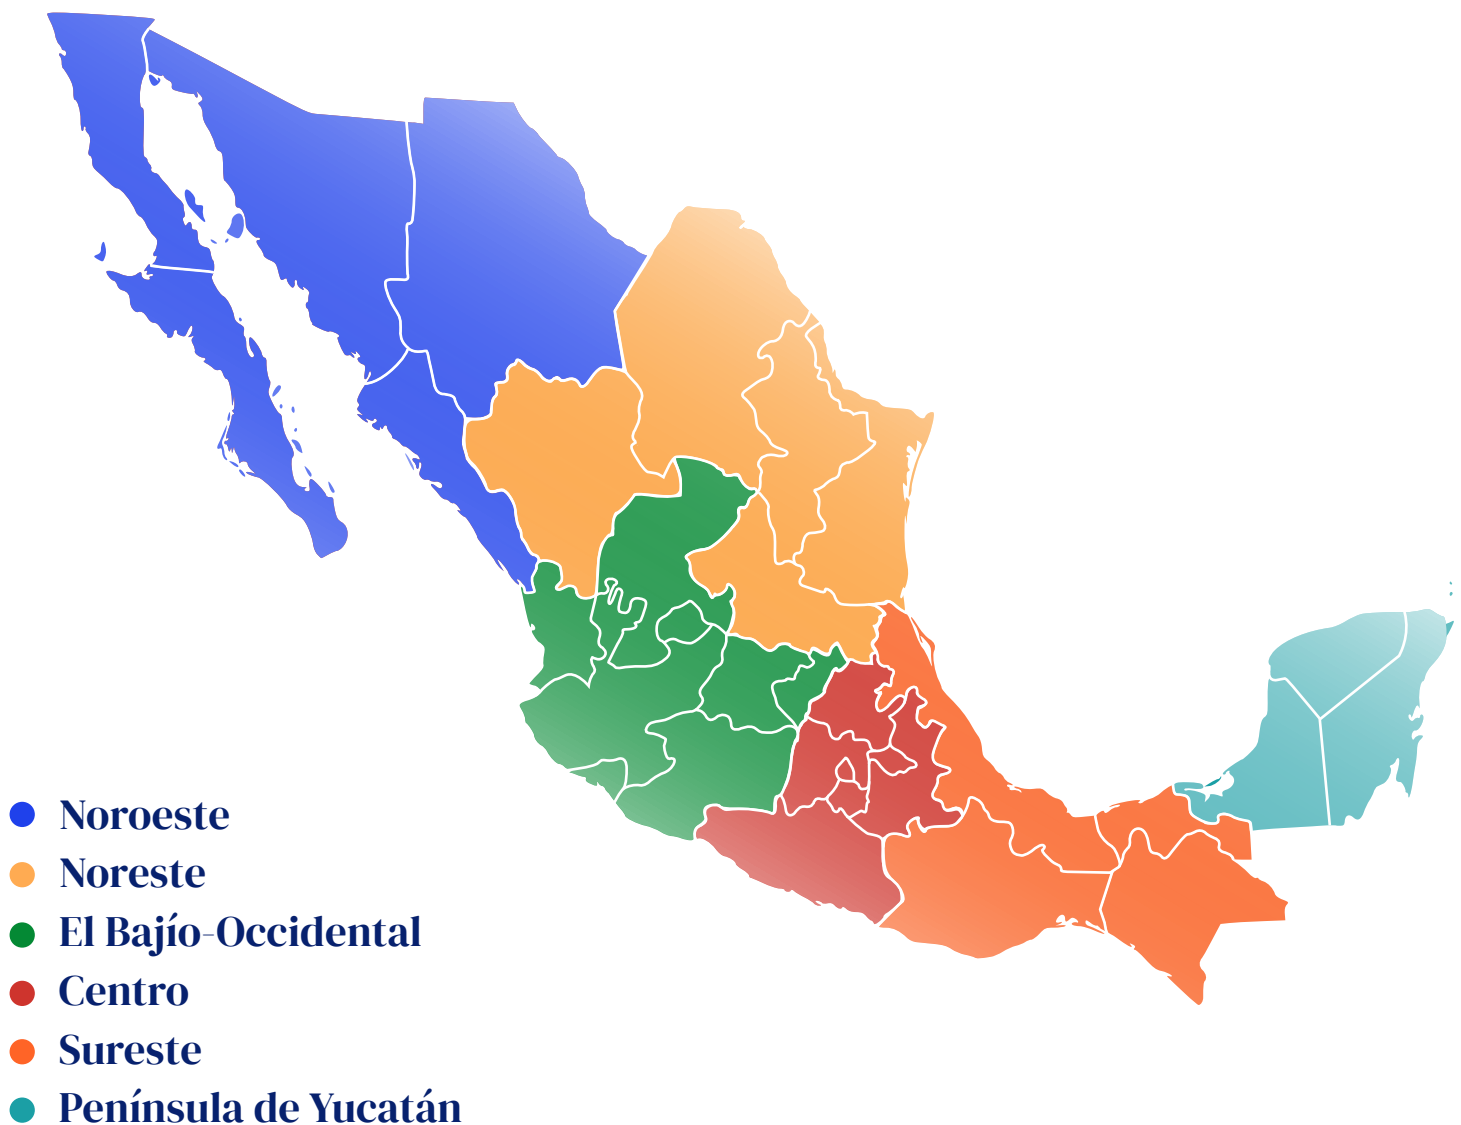 Noroeste
Noreste
El Bajío-Occidental
Centro
Sureste
Península de Yucatán